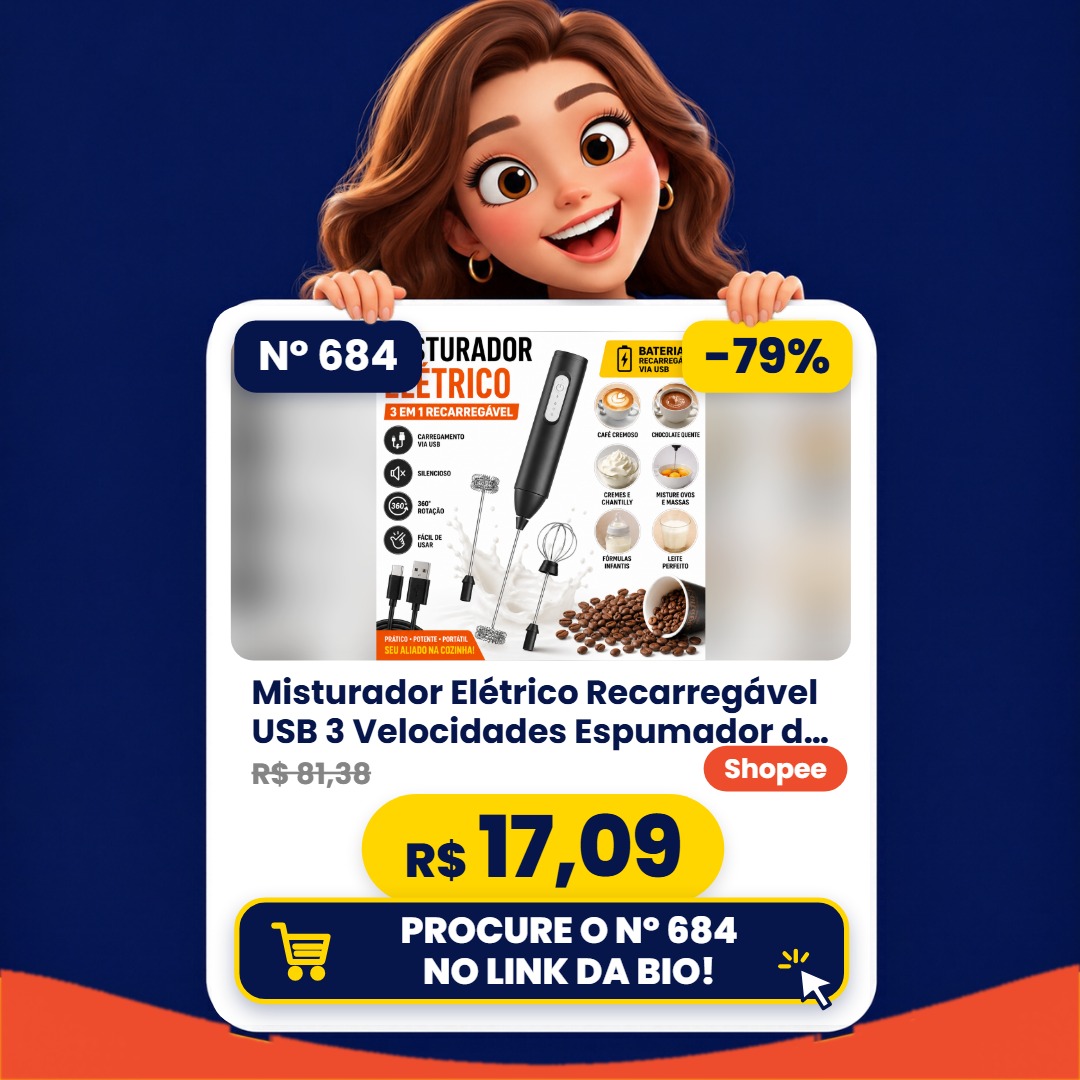 Nº 684
-79%
STURADOR
ELÉTRICO
3 EM 1 RECARREGÁVEL
CARREGAMENTO
VIA USB
SILENCIOSO
360°
360°
ROTAÇÃO
FÁCIL DE
USAR
BATERIA
RECARREGÁ
VIA USB
CAFÉ CREMOSO
CHOCOLATE QUENTE
CREMES E
CHANTILLY
MISTURE OVOS
E MASSAS
FÓRMULAS
INFANTIS
LEITE
PERFEITO
PRÁTICO • POTENTE • PORTÁTIL
SEU ALIADO NA COZINHA!
Misturador Elétrico Recarregável
USB 3 Velocidades Espumador d...
R$ 81,38
Shopee
R$ 17,09
PROCURE O Nº 684
NO LINK DA BIO!